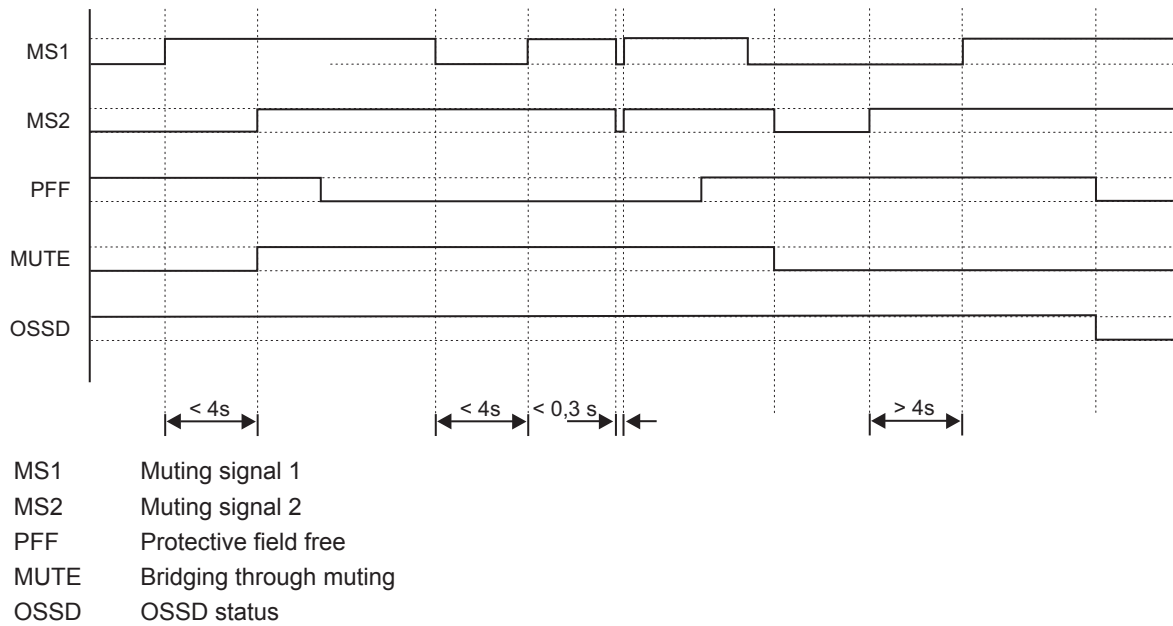 MS1
MS2
PFF
MUTE
OSSD
< 4s < 4s < 0,3 s > 4s
MS1 Muting signal 1
MS2 Muting signal 2
PFF Protective field free
MUTE Bridging through muting
OSSD OSSD status